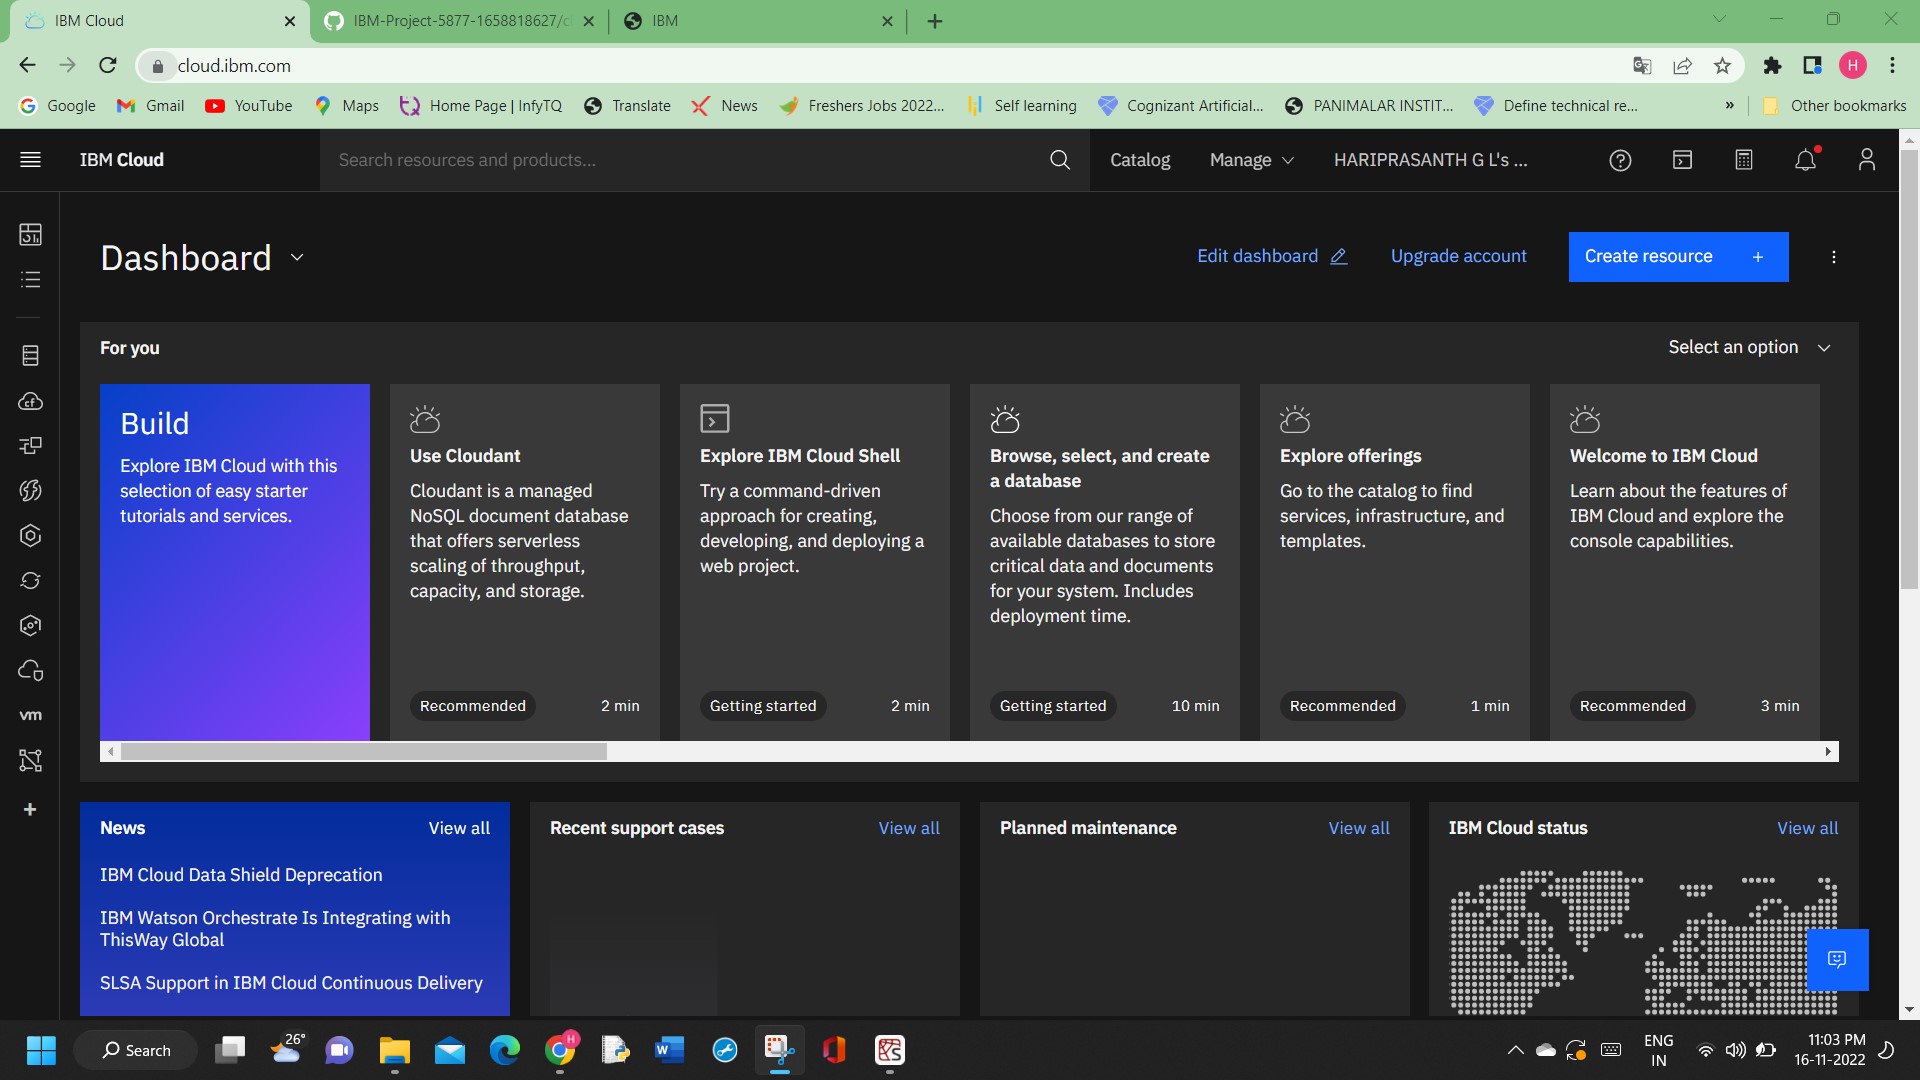 IBM Cloud
IBM-Project-5877-1658818627/c
IBM
cloud.ibm.com
H
Google
Gmail
YouTube
Maps
Home Page | InfyTQ
Translate
News
Freshers Jobs 2022...
Self learning
Cognizant Artificial...
PANIMALAR INSTIT...
Define technical re...
»
Other bookmarks
IBM Cloud
Search resources and products...
Catalog
Manage
HARIPRASANTH G L's ...
Dashboard
Edit dashboard
Upgrade account
Create resource +
For you
Select an option
Build
Explore IBM Cloud with this
selection of easy starter
tutorials and services.
Use Cloudant
Cloudant is a managed
NoSQL document database
that offers serverless
scaling of throughput,
capacity, and storage.
Recommended
2 min
Explore IBM Cloud Shell
Try a command-driven
approach for creating,
developing, and deploying a
web project.
Getting started
2 min
Browse, select, and create
a database
Choose from our range of
available databases to store
critical data and documents
for your system. Includes
deployment time.
Getting started
10 min
Explore offerings
Go to the catalog to find
services, infrastructure, and
templates.
Recommended
1 min
Welcome to IBM Cloud
Learn about the features of
IBM Cloud and explore the
console capabilities.
Recommended
3 min
cf
vm
News
View all
IBM Cloud Data Shield Deprecation
IBM Watson Orchestrate Is Integrating with
ThisWay Global
SLSA Support in IBM Cloud Continuous Delivery
Recent support cases
View all
Planned maintenance
View all
IBM Cloud status
View all
Search
26°
H
ENG
IN
11:03 PM
16-11-2022